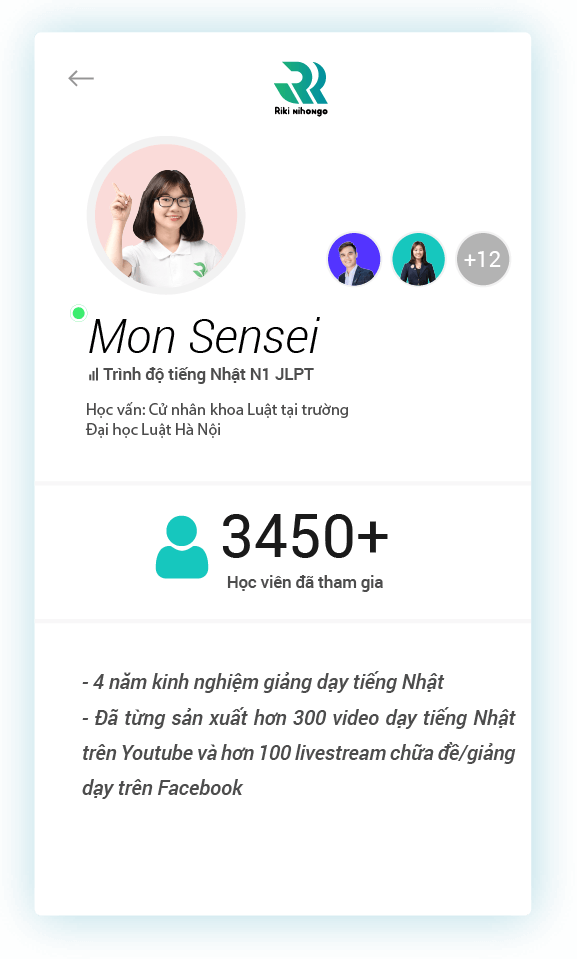 Riki nihongo
+12
Mon Sensei
Trình độ tiếng Nhật N1 JLPT
Học vấn: Cử nhân khoa Luật tại trường
Đại học Luật Hà Nội
3450+
Học viên đã tham gia
- 4 năm kinh nghiệm giảng dạy tiếng Nhật
- Đã từng sản xuất hơn 300 video dạy tiếng Nhật
trên Youtube và hơn 100 livestream chữa đề/giảng
dạy trên Facebook